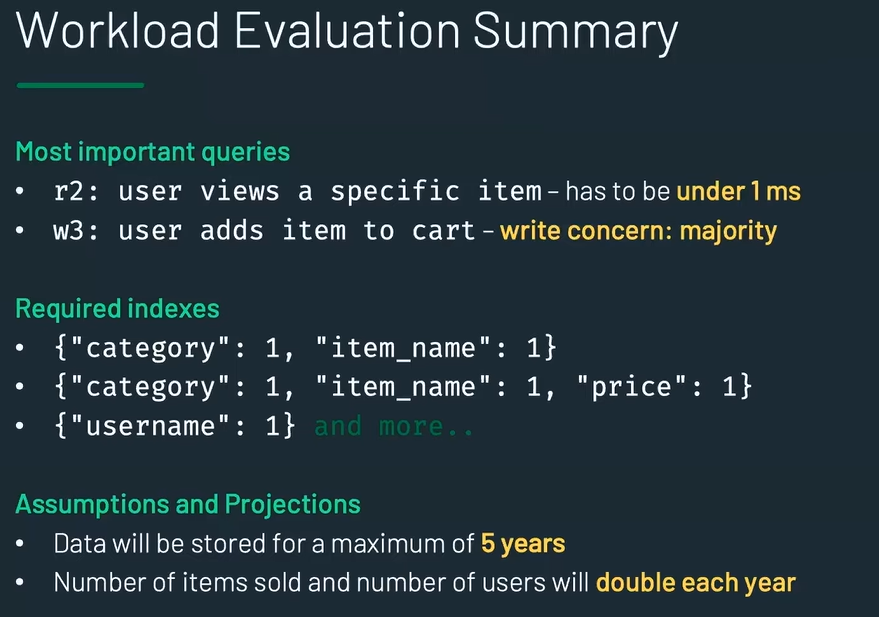 Workload Evaluation Summary
Most important queries
• r2: user views a specific item – has to be under 1 ms
• w3: user adds item to cart – write concern: majority
Required indexes
• {"category": 1, "item_name": 1}
• {"category": 1, "item_name": 1, "price": 1}
• {"username": 1} and more..
Assumptions and Projections
• Data will be stored for a maximum of 5 years
• Number of items sold and number of users will double each year